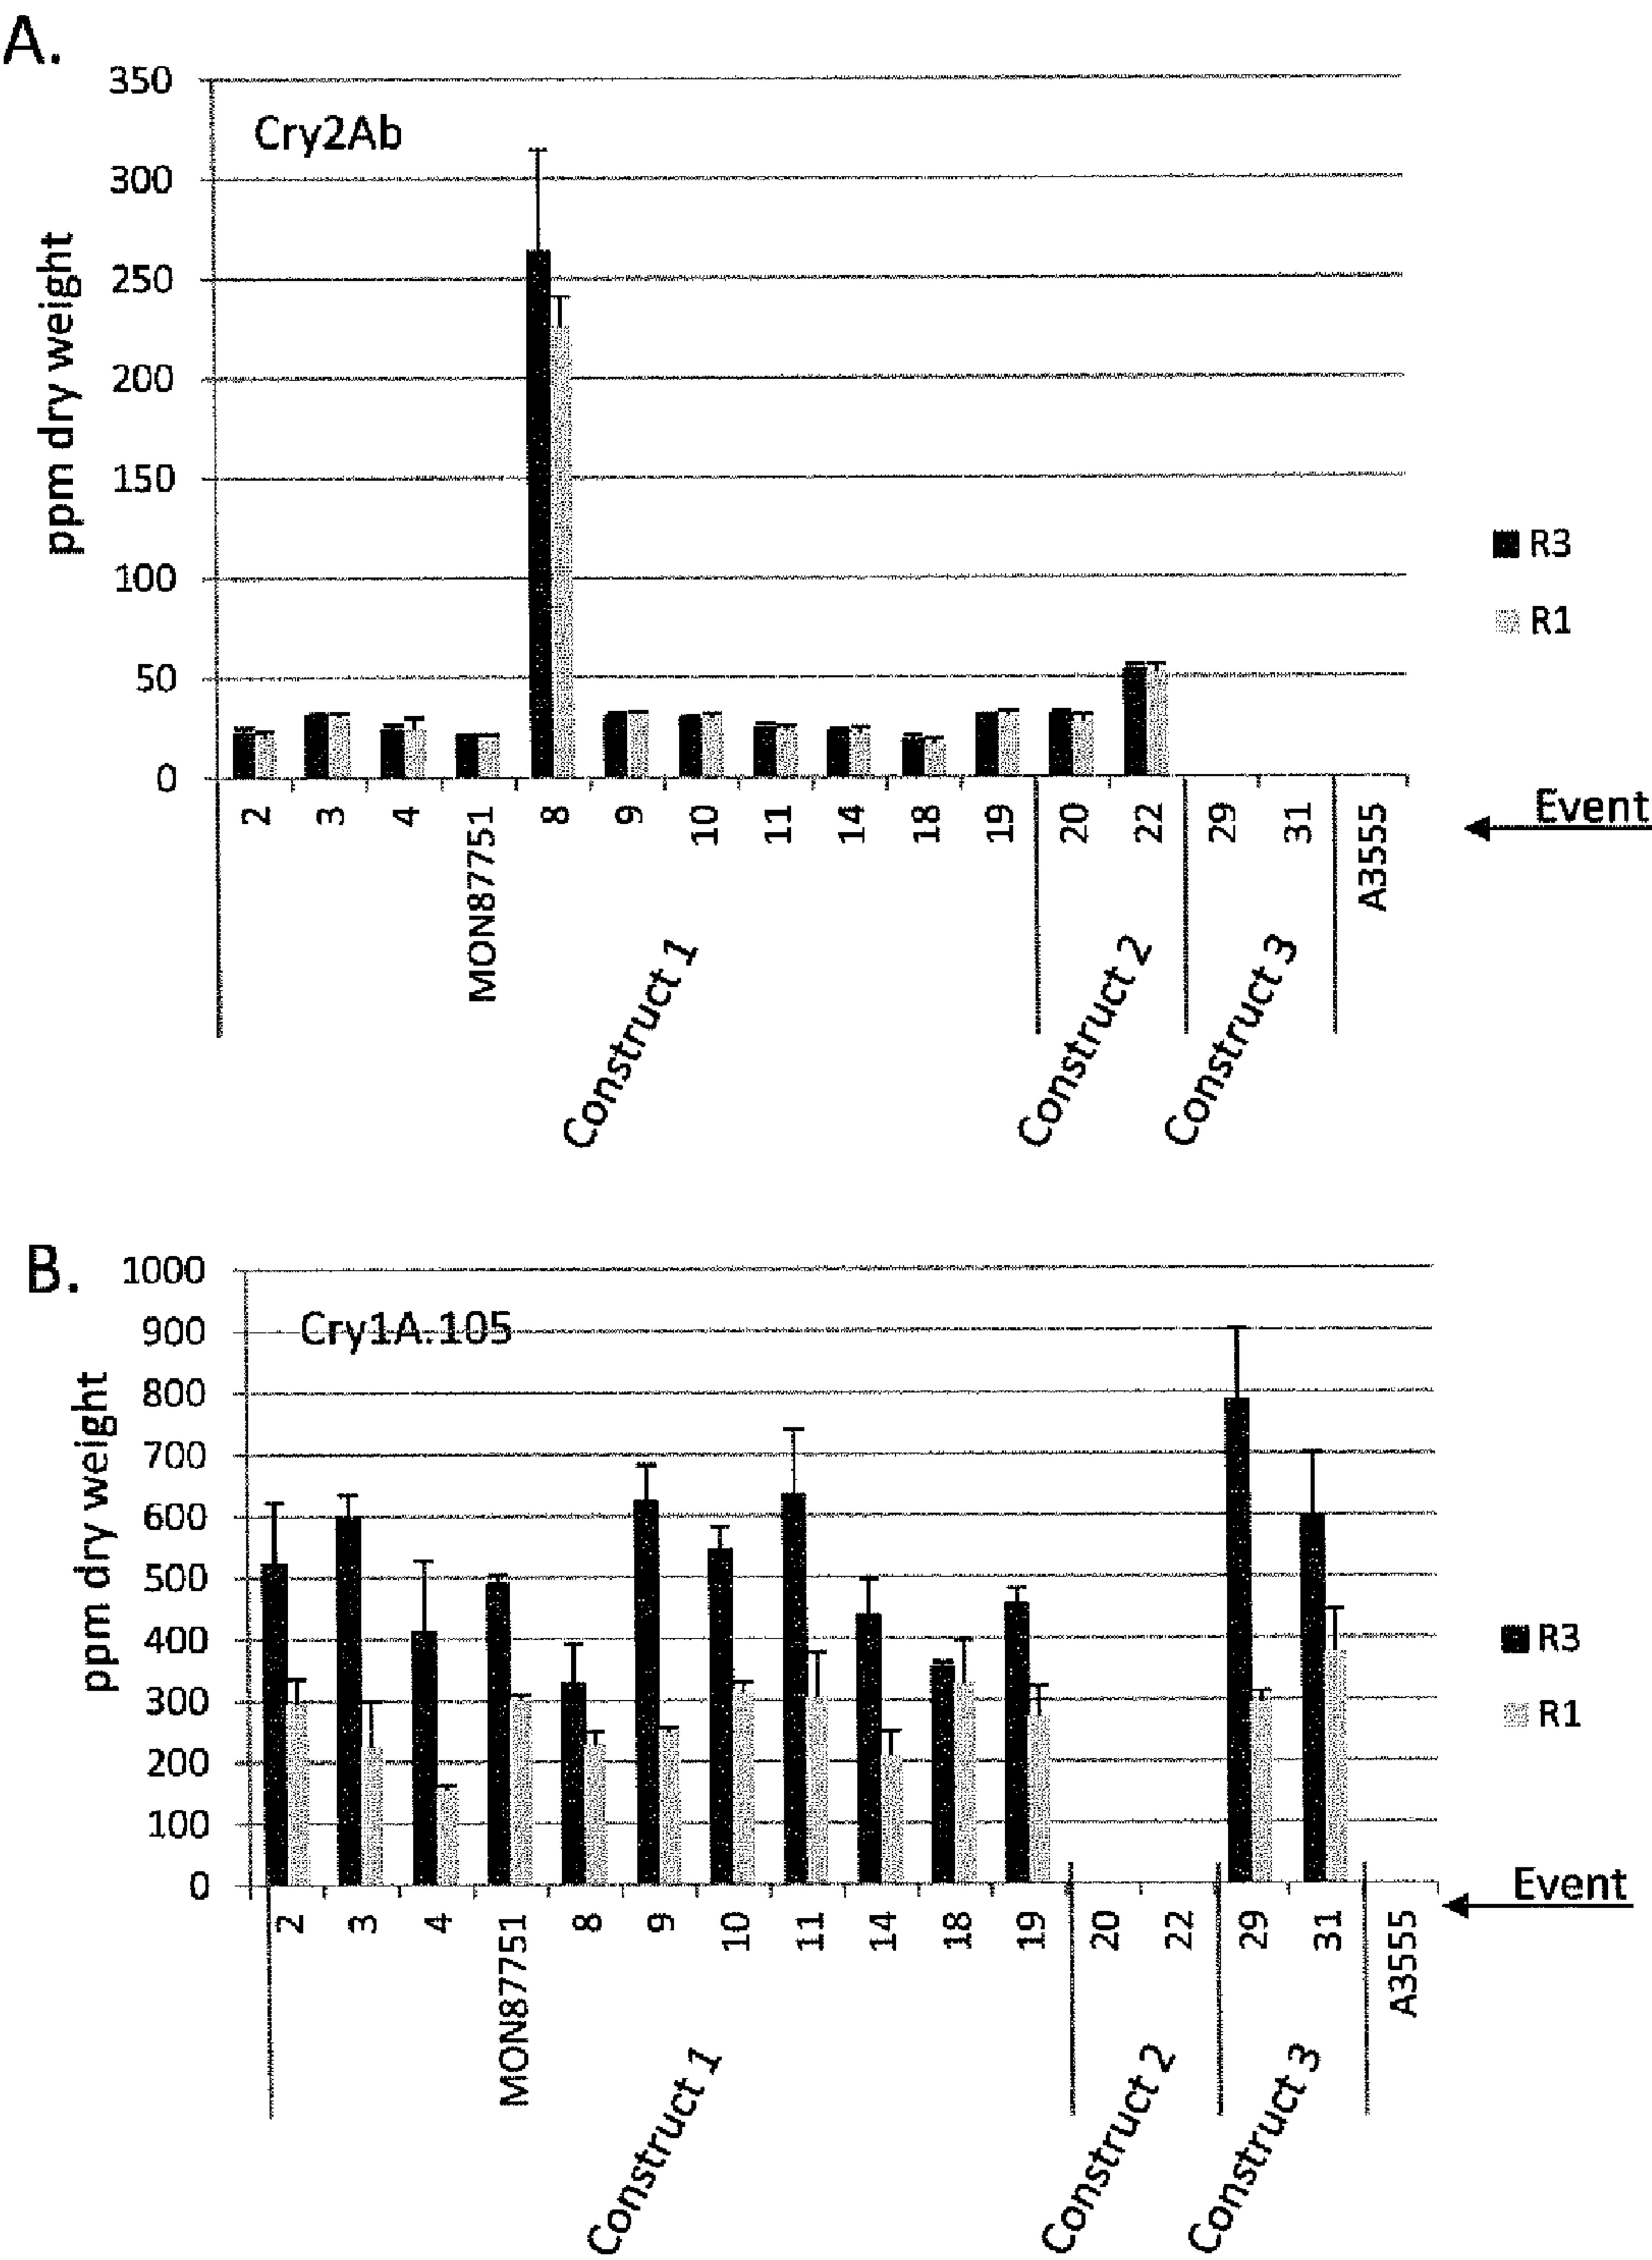 A.
350
Cry2Ab
300
250
200
150
100
50
0
ppm dry weight
R3
R1
2 3 4 MON87751 8 9 10 11 14 18 19 20 22 29 31 A3555
Event
Construct 1 Construct 2 Construct 3
B.
1000
900
Cry1A.105
800
700
600
500
400
300
200
100
0
ppm dry weight
R3
R1
2 3 4 MON87751 8 9 10 11 14 18 19 20 22 29 31 A3555
Event
Construct 1 Construct 2 Construct 3